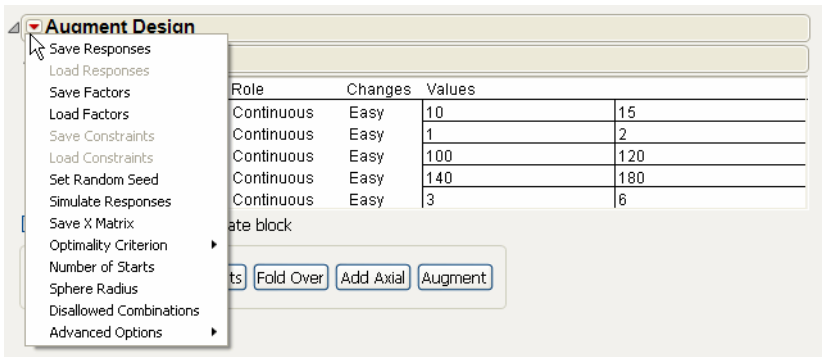 Augment Design
Save Responses
Load Responses
Save Factors
Load Factors
Save Constraints
Load Constraints
Set Random Seed
Simulate Responses
Save X Matrix
Optimality Criterion
Number of Starts
Sphere Radius
Disallowed Combinations
Advanced Options
Role Changes Values
Continuous Easy 10 15
Continuous Easy 1 2
Continuous Easy 100 120
Continuous Easy 140 180
Continuous Easy 3 6
ate block
ts Fold Over Add Axial Augment